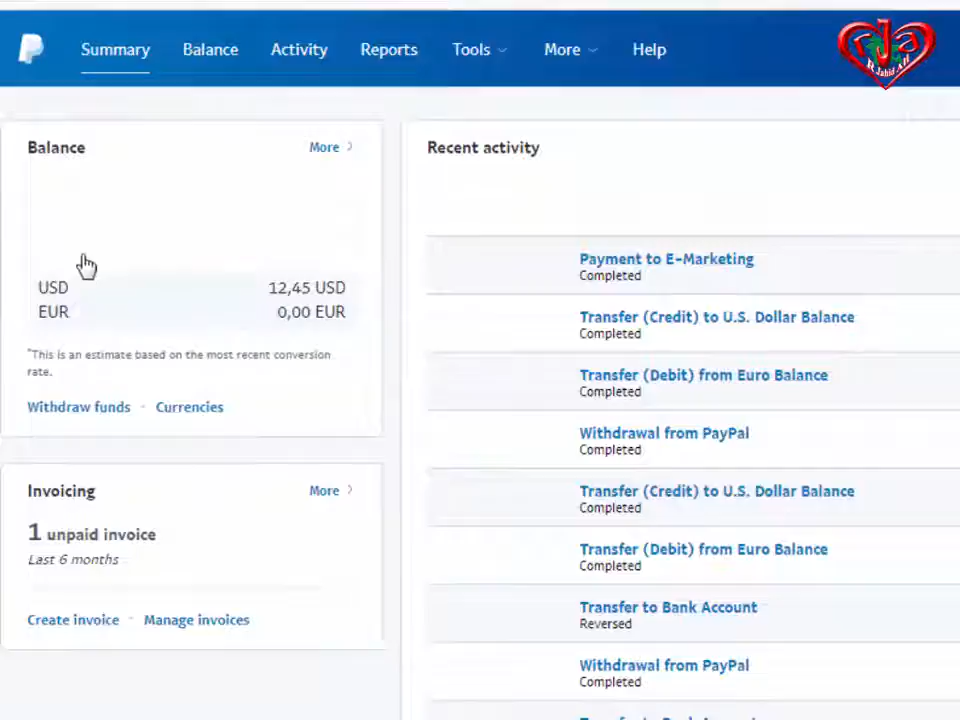 Summary Balance Activity Reports Tools More Help
rja
R Jahid Ali
Balance More
USD 12,45 USD
EUR 0,00 EUR
*This is an estimate based on the most recent conversion
rate.
Withdraw funds - Currencies
Invoicing More
1 unpaid invoice
Last 6 months
Create invoice - Manage invoices
Recent activity
Payment to E-Marketing
Completed
Transfer (Credit) to U.S. Dollar Balance
Completed
Transfer (Debit) from Euro Balance
Completed
Withdrawal from PayPal
Completed
Transfer (Credit) to U.S. Dollar Balance
Completed
Transfer (Debit) from Euro Balance
Completed
Transfer to Bank Account
Reversed
Withdrawal from PayPal
Completed